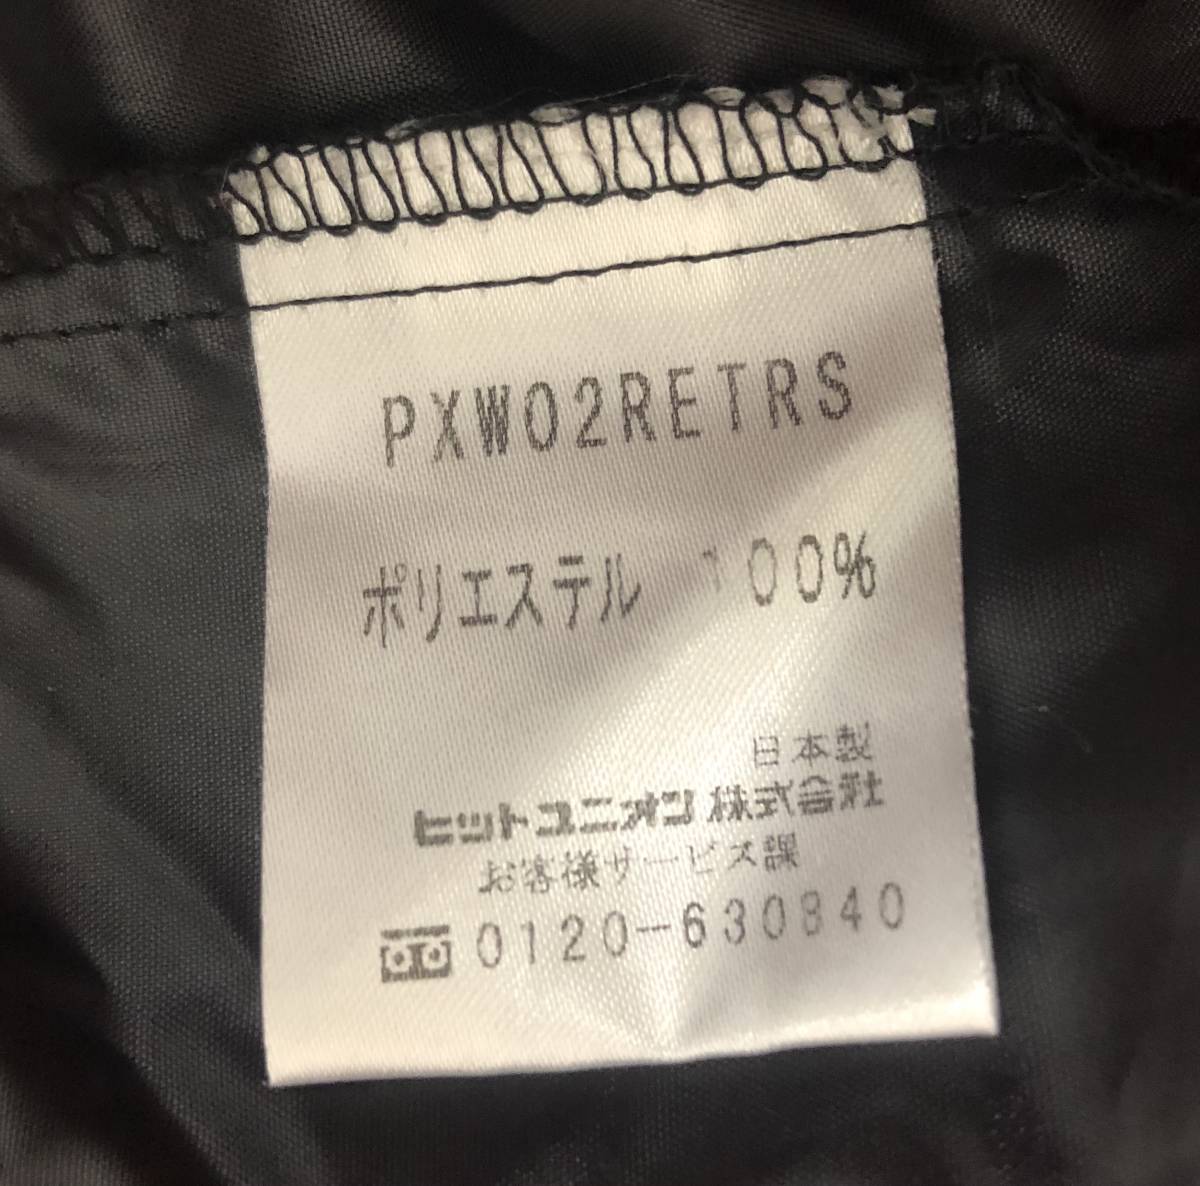 PXW02RETRS
ポリエステル 100%
日本製
ヒットユニオン株式会社
お客様サービス課
0120-630840